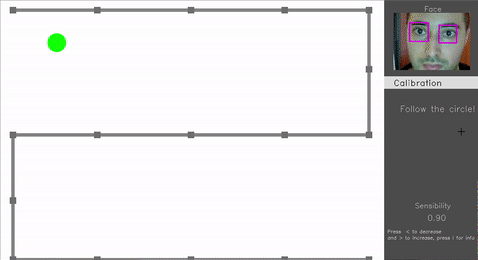 Face
Calibration
Follow the circle!
Sensibility
0.90
Press < to decrease
and > to increase, press i for info